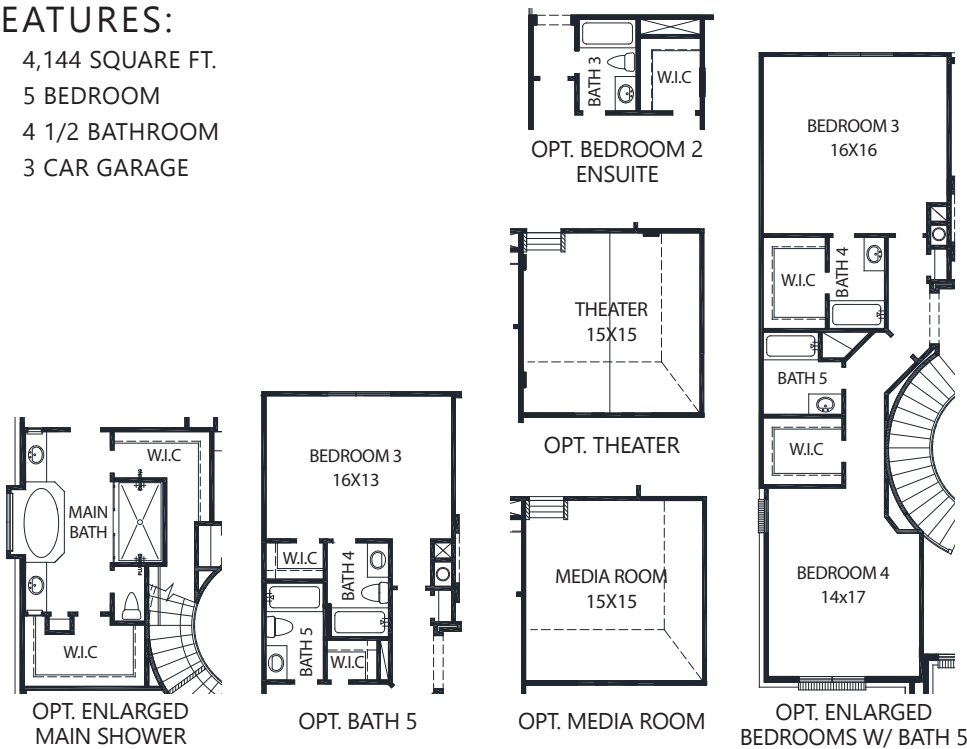 EATURES:
4,144 SQUARE FT.
5 BEDROOM
4 1/2 BATHROOM
3 CAR GARAGE
BATH 3
W.I.C
OPT. BEDROOM 2
ENSUITE
THEATER
15X15
OPT. THEATER
MEDIA ROOM
15X15
OPT. MEDIA ROOM
W.I.C
MAIN
BATH
W.I.C
OPT. ENLARGED
MAIN SHOWER
BEDROOM 3
16X13
W.I.C
BATH 4
BATH 5
W.I.C
OPT. BATH 5
BEDROOM 3
16X16
W.I.C
BATH 4
BATH 5
W.I.C
BEDROOM 4
14x17
OPT. ENLARGED
BEDROOMS W/ BATH 5